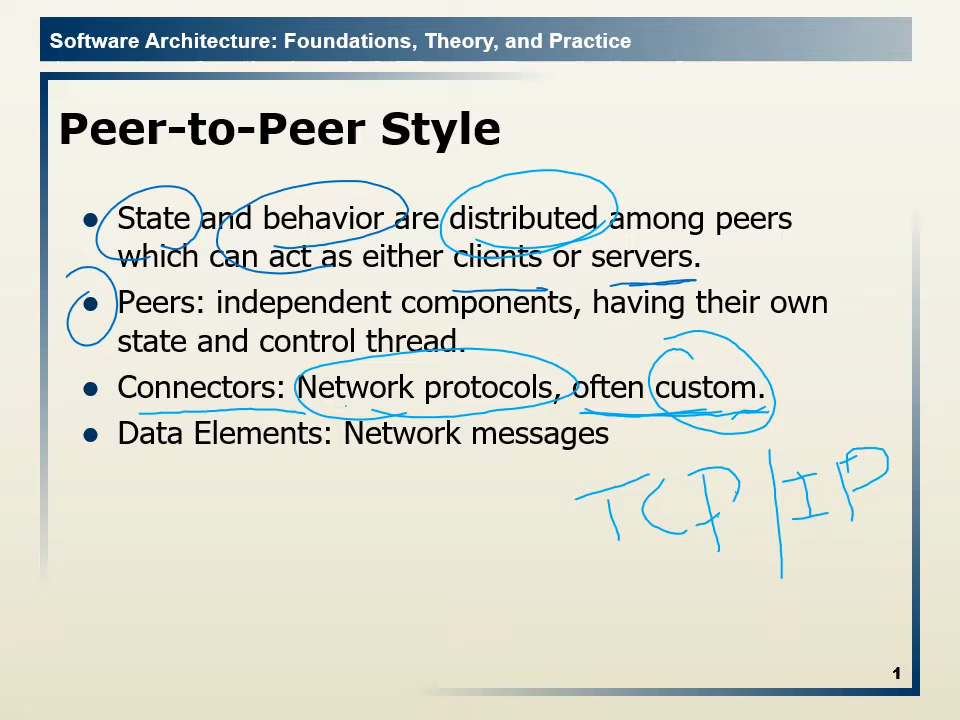 Software Architecture: Foundations, Theory, and Practice
Peer-to-Peer Style
● State and behavior are distributed among peers
which can act as either clients or servers.
● Peers: independent components, having their own
state and control thread.
● Connectors: Network protocols, often custom.
● Data Elements: Network messages
TCP/IP
1